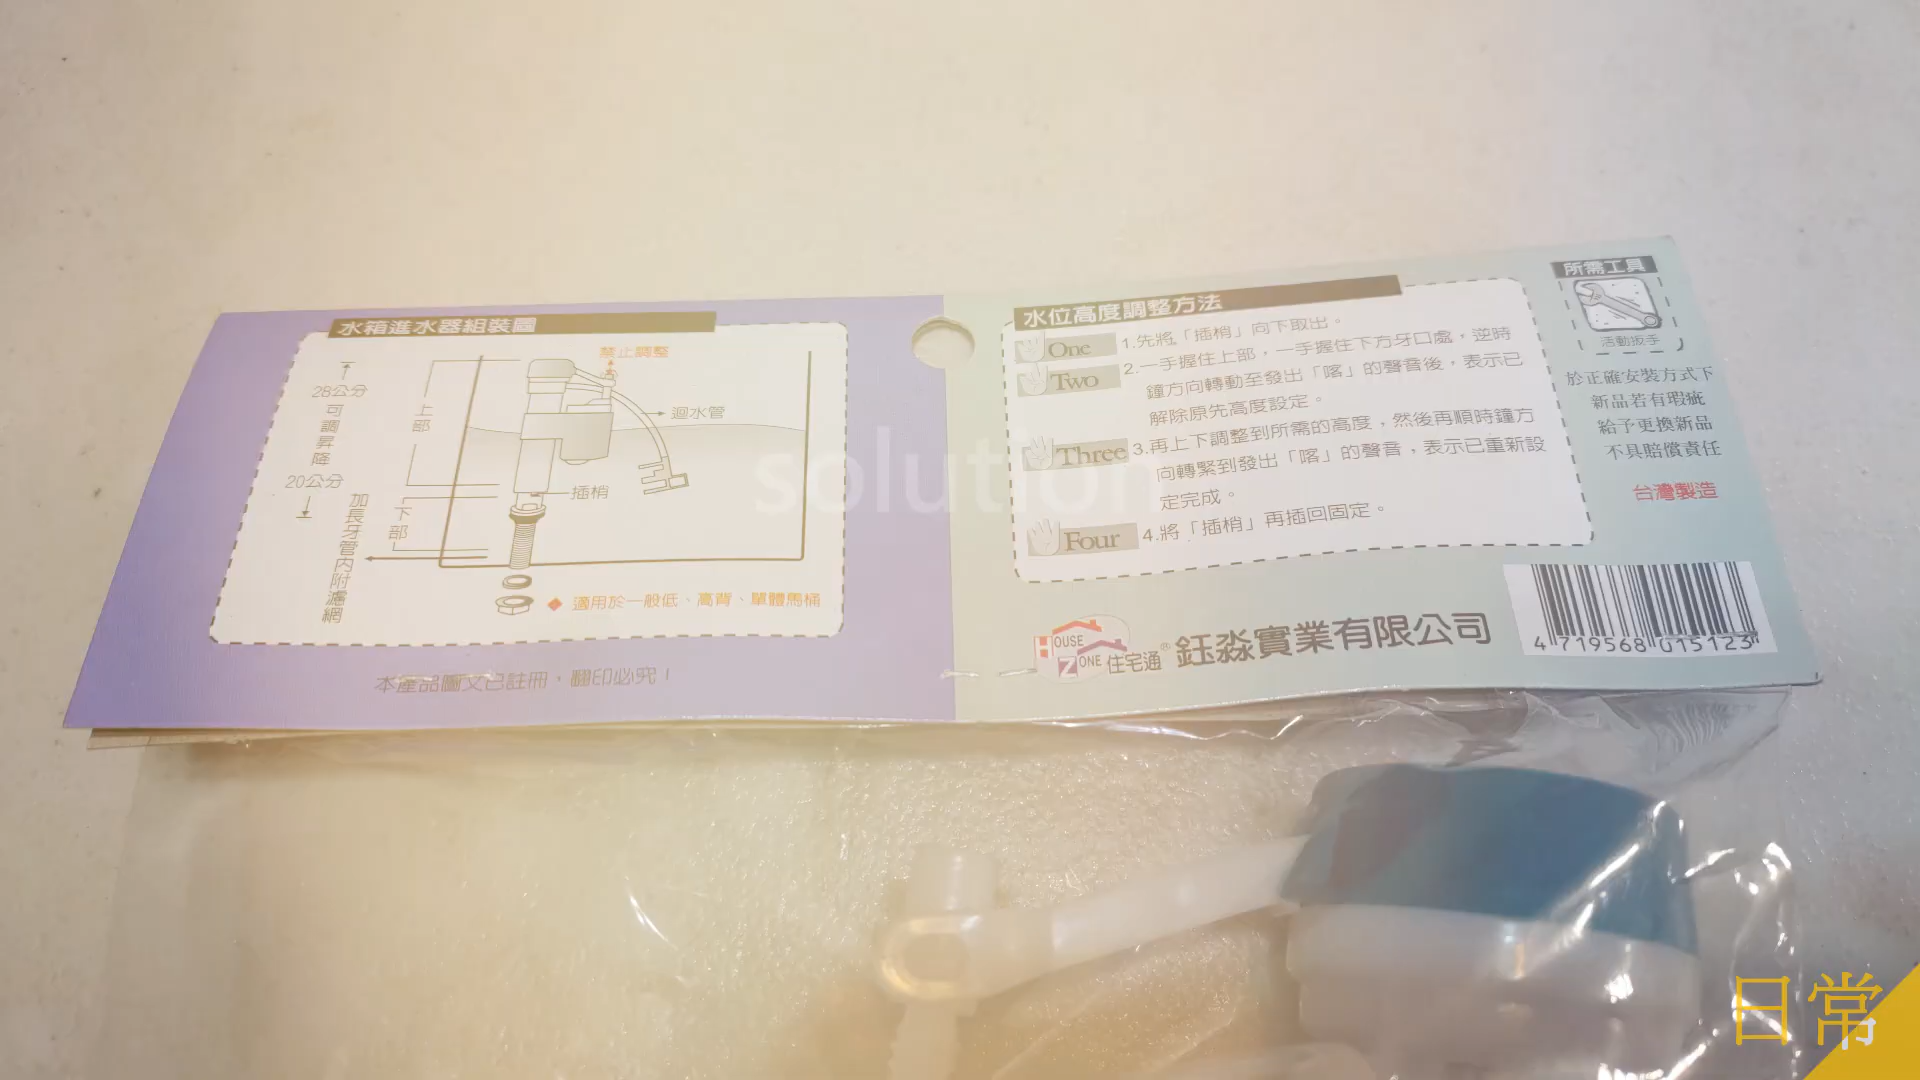 水箱進水器組裝圖
28公分
可調昇降
20公分
上部
下部
加長牙管內附濾網
禁止調整
迴水管
插梢
適用於一般低、高背、單體馬桶
本產品圖文已註冊,翻印必究!
水位高度調整方法
One 1.先將「插梢」向下取出。
Two 2.一手握住上部,一手握住下方牙口處,逆時
鐘方向轉動至發出「喀」的聲音後,表示已
解除原先高度設定。
Three 3.再上下調整到所需的高度,然後再順時鐘方
向轉緊到發出「喀」的聲音,表示已重新設
定完成。
Four 4.將「插梢」再插回固定。
所需工具
活動扳手
於正確安裝方式下
新品若有瑕疵
給予更換新品
不具賠償責任
台灣製造
HOUSE ZONE 住宅通® 鈺淼實業有限公司
4 719568 015123
solution
日常